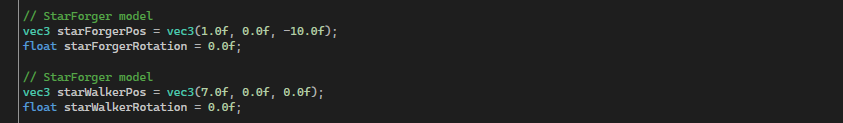 // StarForger model
vec3 starForgerPos = vec3(1.0f, 0.0f, -10.0f);
float starForgerRotation = 0.0f;
// StarForger model
vec3 starWalkerPos = vec3(7.0f, 0.0f, 0.0f);
float starWalkerRotation = 0.0f;